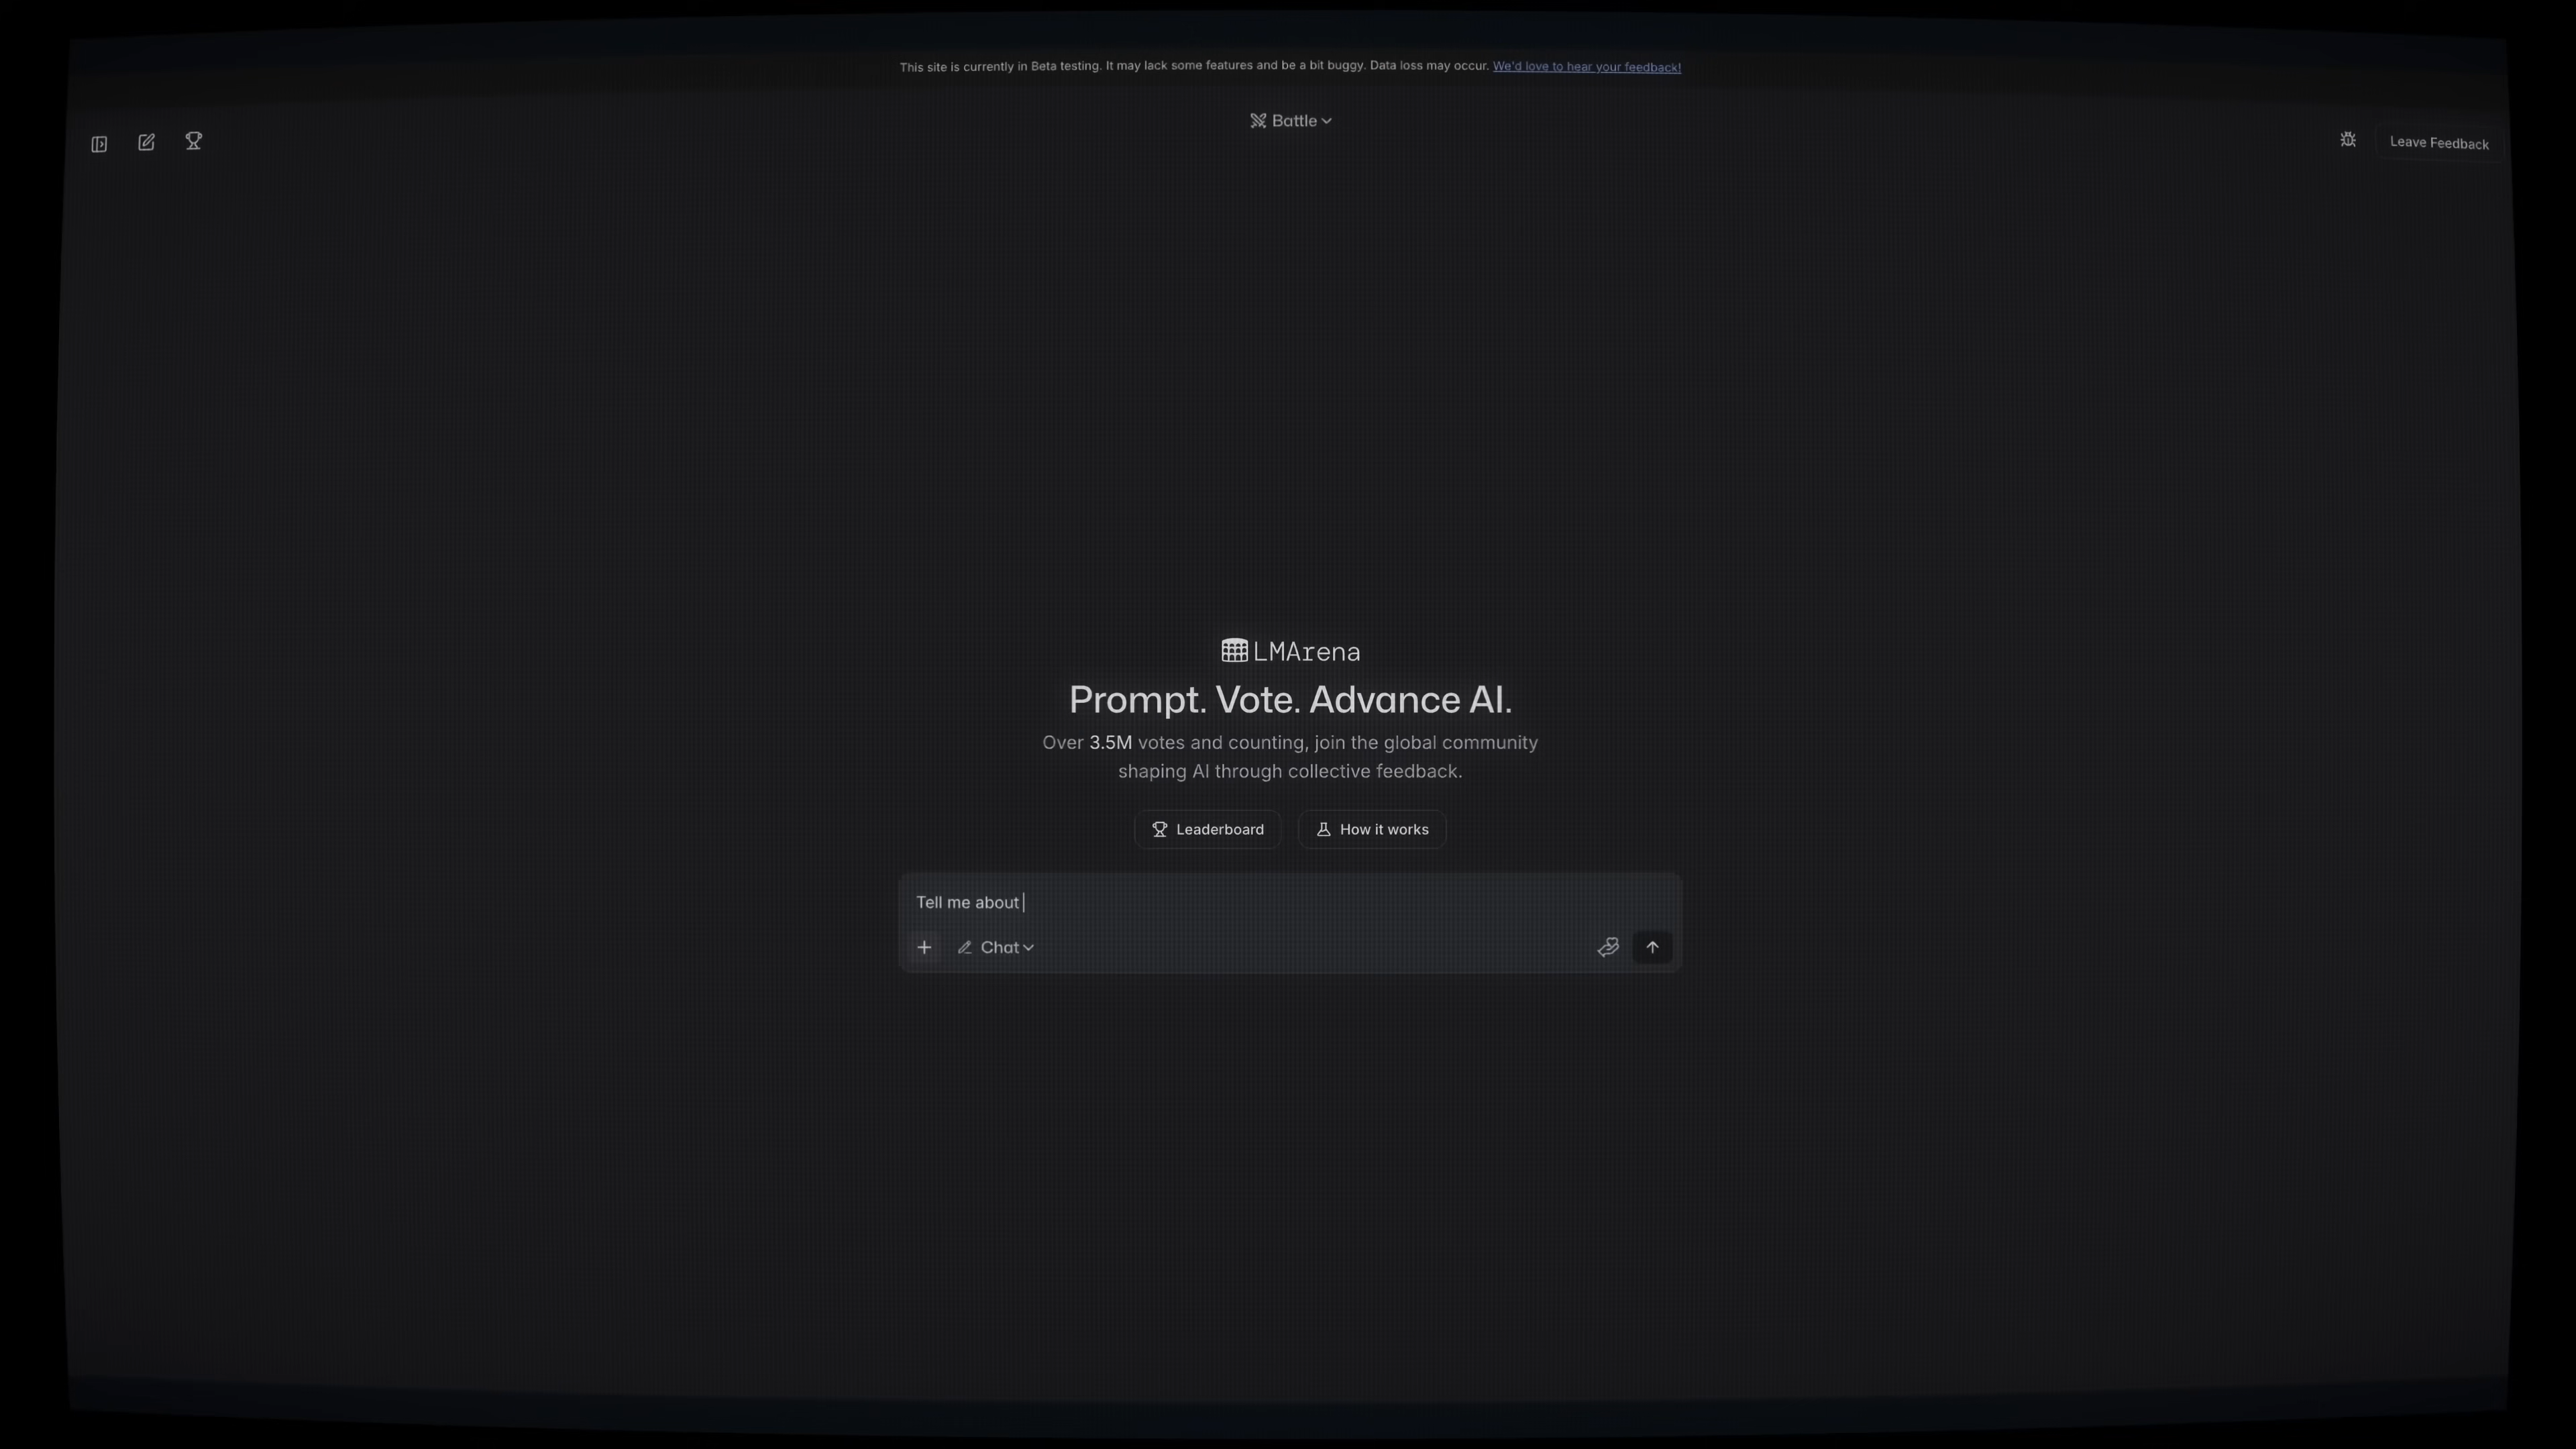 This site is currently in Beta testing. It may lack some features and be a bit buggy. Data loss may occur. We'd love to hear your feedback!
Battle
Leave Feedback
LMArena
Prompt. Vote. Advance AI.
Over 3.5M votes and counting, join the global community
shaping AI through collective feedback.
Leaderboard
How it works
Tell me about
Chat